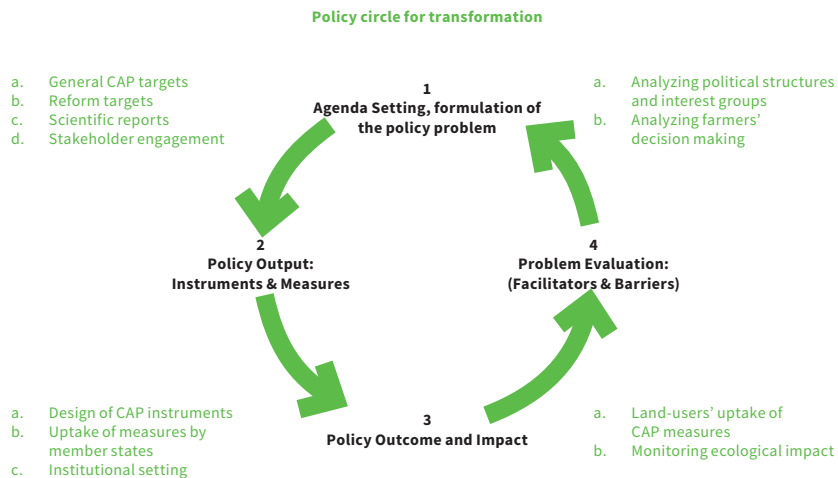 Policy circle for transformation
a. General CAP targets
b. Reform targets
c. Scientific reports
d. Stakeholder engagement
1
Agenda Setting, formulation of
the policy problem
a. Analyzing political structures
and interest groups
b. Analyzing farmers’
decision making
2
Policy Output:
Instruments & Measures
4
Problem Evaluation:
(Facilitators & Barriers)
a. Design of CAP instruments
b. Uptake of measures by
member states
c. Institutional setting
3
Policy Outcome and Impact
a. Land-users’ uptake of
CAP measures
b. Monitoring ecological impact